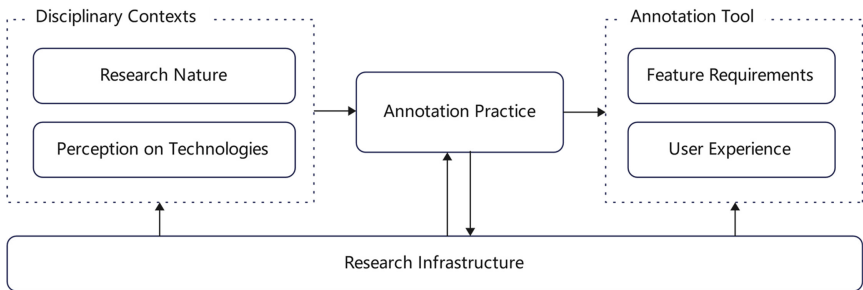 Disciplinary Contexts
Research Nature
Perception on Technologies
Annotation Practice
Annotation Tool
Feature Requirements
User Experience
Research Infrastructure